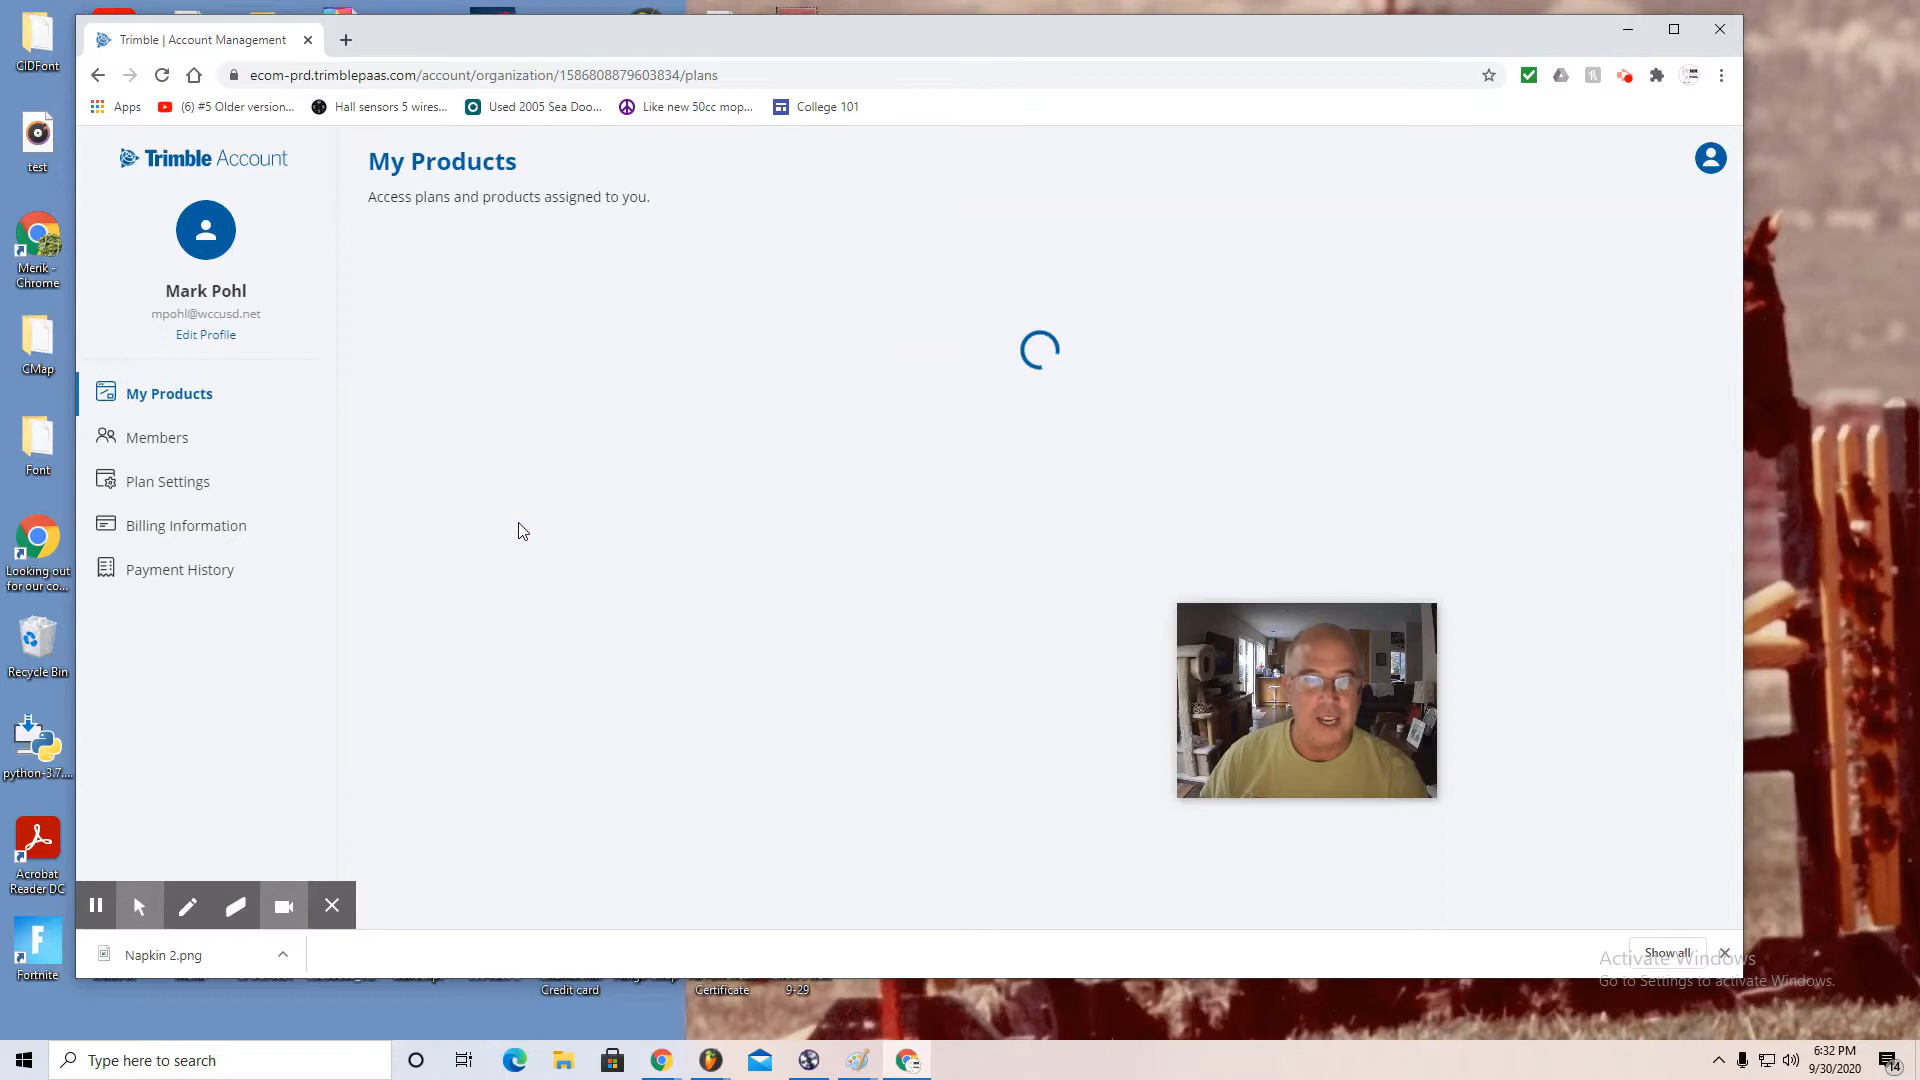 Trimble | Account Management
ecom-prd.trimblepaas.com/account/organization/1586808879603834/plans
Apps
(6) #5 Older version...
Hall sensors 5 wires...
Used 2005 Sea Doo...
Like new 50cc mop...
College 101
Trimble Account
Mark Pohl
mpohl@wccusd.net
Edit Profile
My Products
Members
Plan Settings
Billing Information
Payment History
My Products
Access plans and products assigned to you.
CIDFont
test
Merik -
Chrome
CMap
Font
Looking out
for our co...
Recycle Bin
python-3.7....
Acrobat
Reader DC
Fortnite
Napkin 2.png
Show all
Activate Windows
Go to Settings to activate Windows.
Credit card
Certificate
9-29
Type here to search
6:32 PM
9/30/2020
14